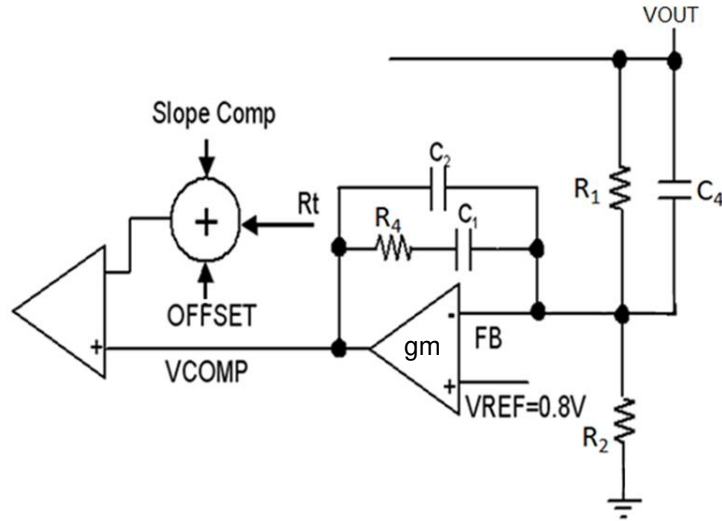 VOUT
Slope Comp
C₂
Rt
R₄
C₁
R₁
C₄
+
OFFSET
-
gm
FB
+
VCOMP
+
VREF=0.8V
R₂